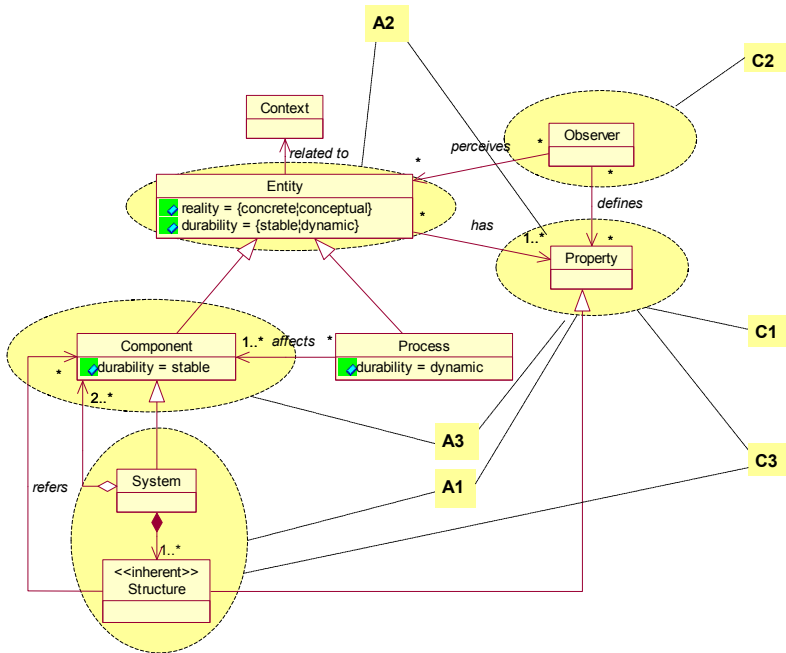 A2
C2
Context
Observer
related to
perceives
*
*
*
Entity
reality = {concrete¦conceptual}
durability = {stable¦dynamic}
*
has
defines
1..*
*
Property
C1
Component
durability = stable
*
1..*
affects
*
Process
durability = dynamic
2..*
A3
C3
refers
System
A1
1..*
<<inherent>>
Structure